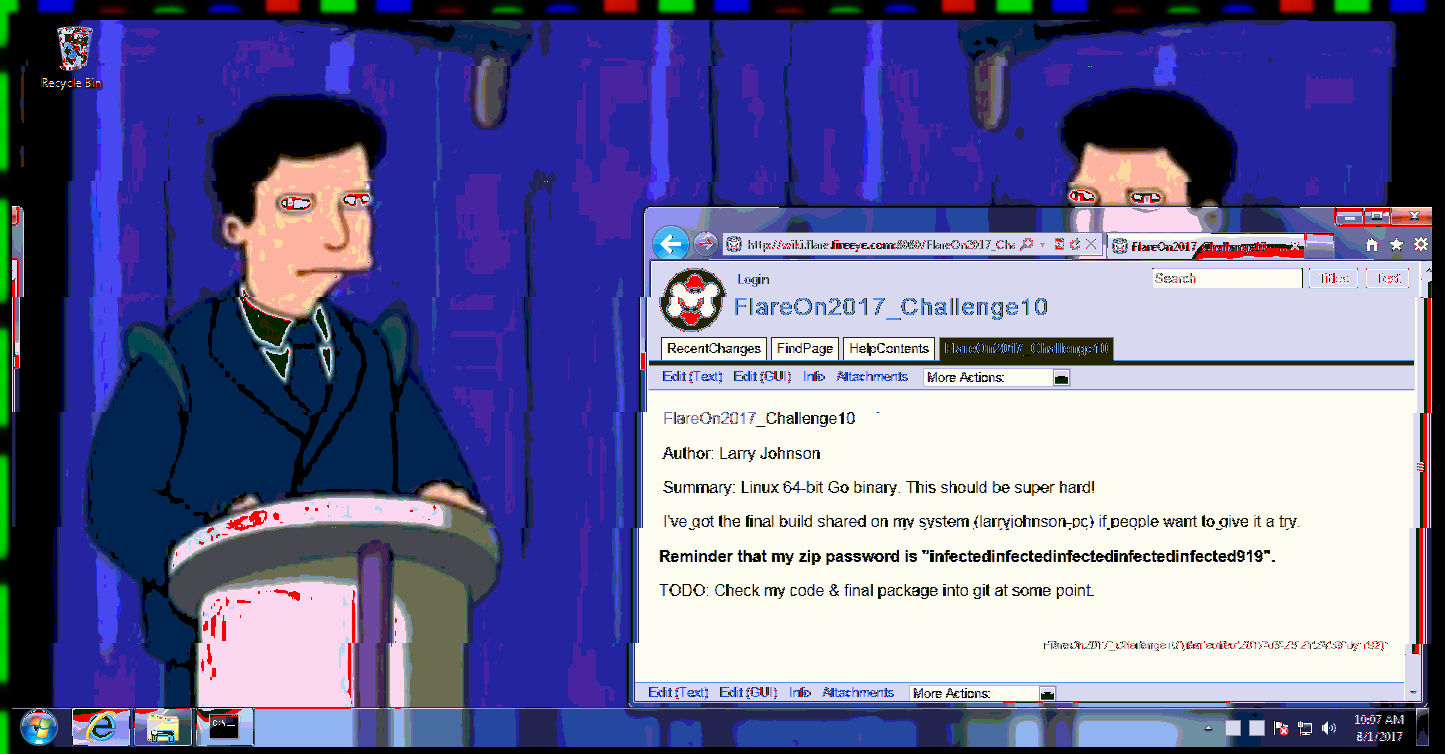 Recycle Bin
http://wiki.flare.fireeye.com:8080/FlareOn2017_Cha
FlareOn2017_Challenge10
Login
Search
Titles
Text
FlareOn2017_Challenge10
RecentChanges
FindPage
HelpContents
FlareOn2017_Challenge10
Edit (Text)
Edit (GUI)
Info
Attachments
More Actions:
FlareOn2017_Challenge10
Author: Larry Johnson
Summary: Linux 64-bit Go binary. This should be super hard!
I've got the final build shared on my system (larryjohnson-pc) if people want to give it a try.
Reminder that my zip password is "infectedinfectedinfectedinfectedinfected919".
TODO: Check my code & final package into git at some point.
Edit (Text)
Edit (GUI)
Info
Attachments
More Actions:
10:07 AM
8/1/2017